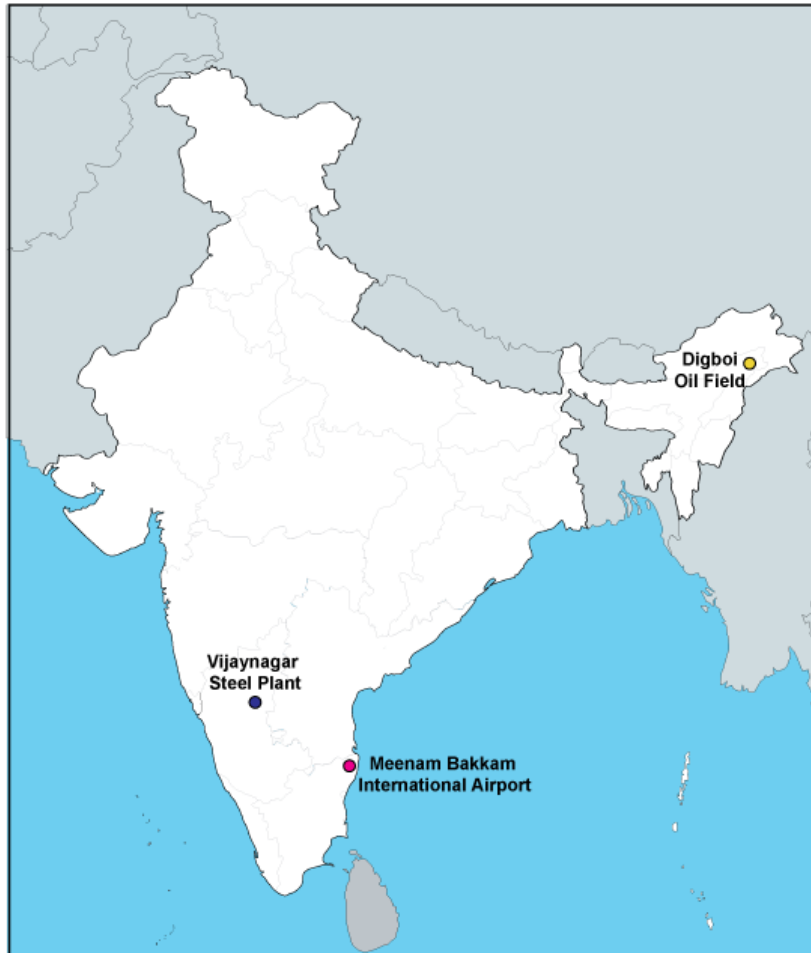 Digboi
Oil Field
Vijaynagar
Steel Plant
Meenam Bakkam
International Airport